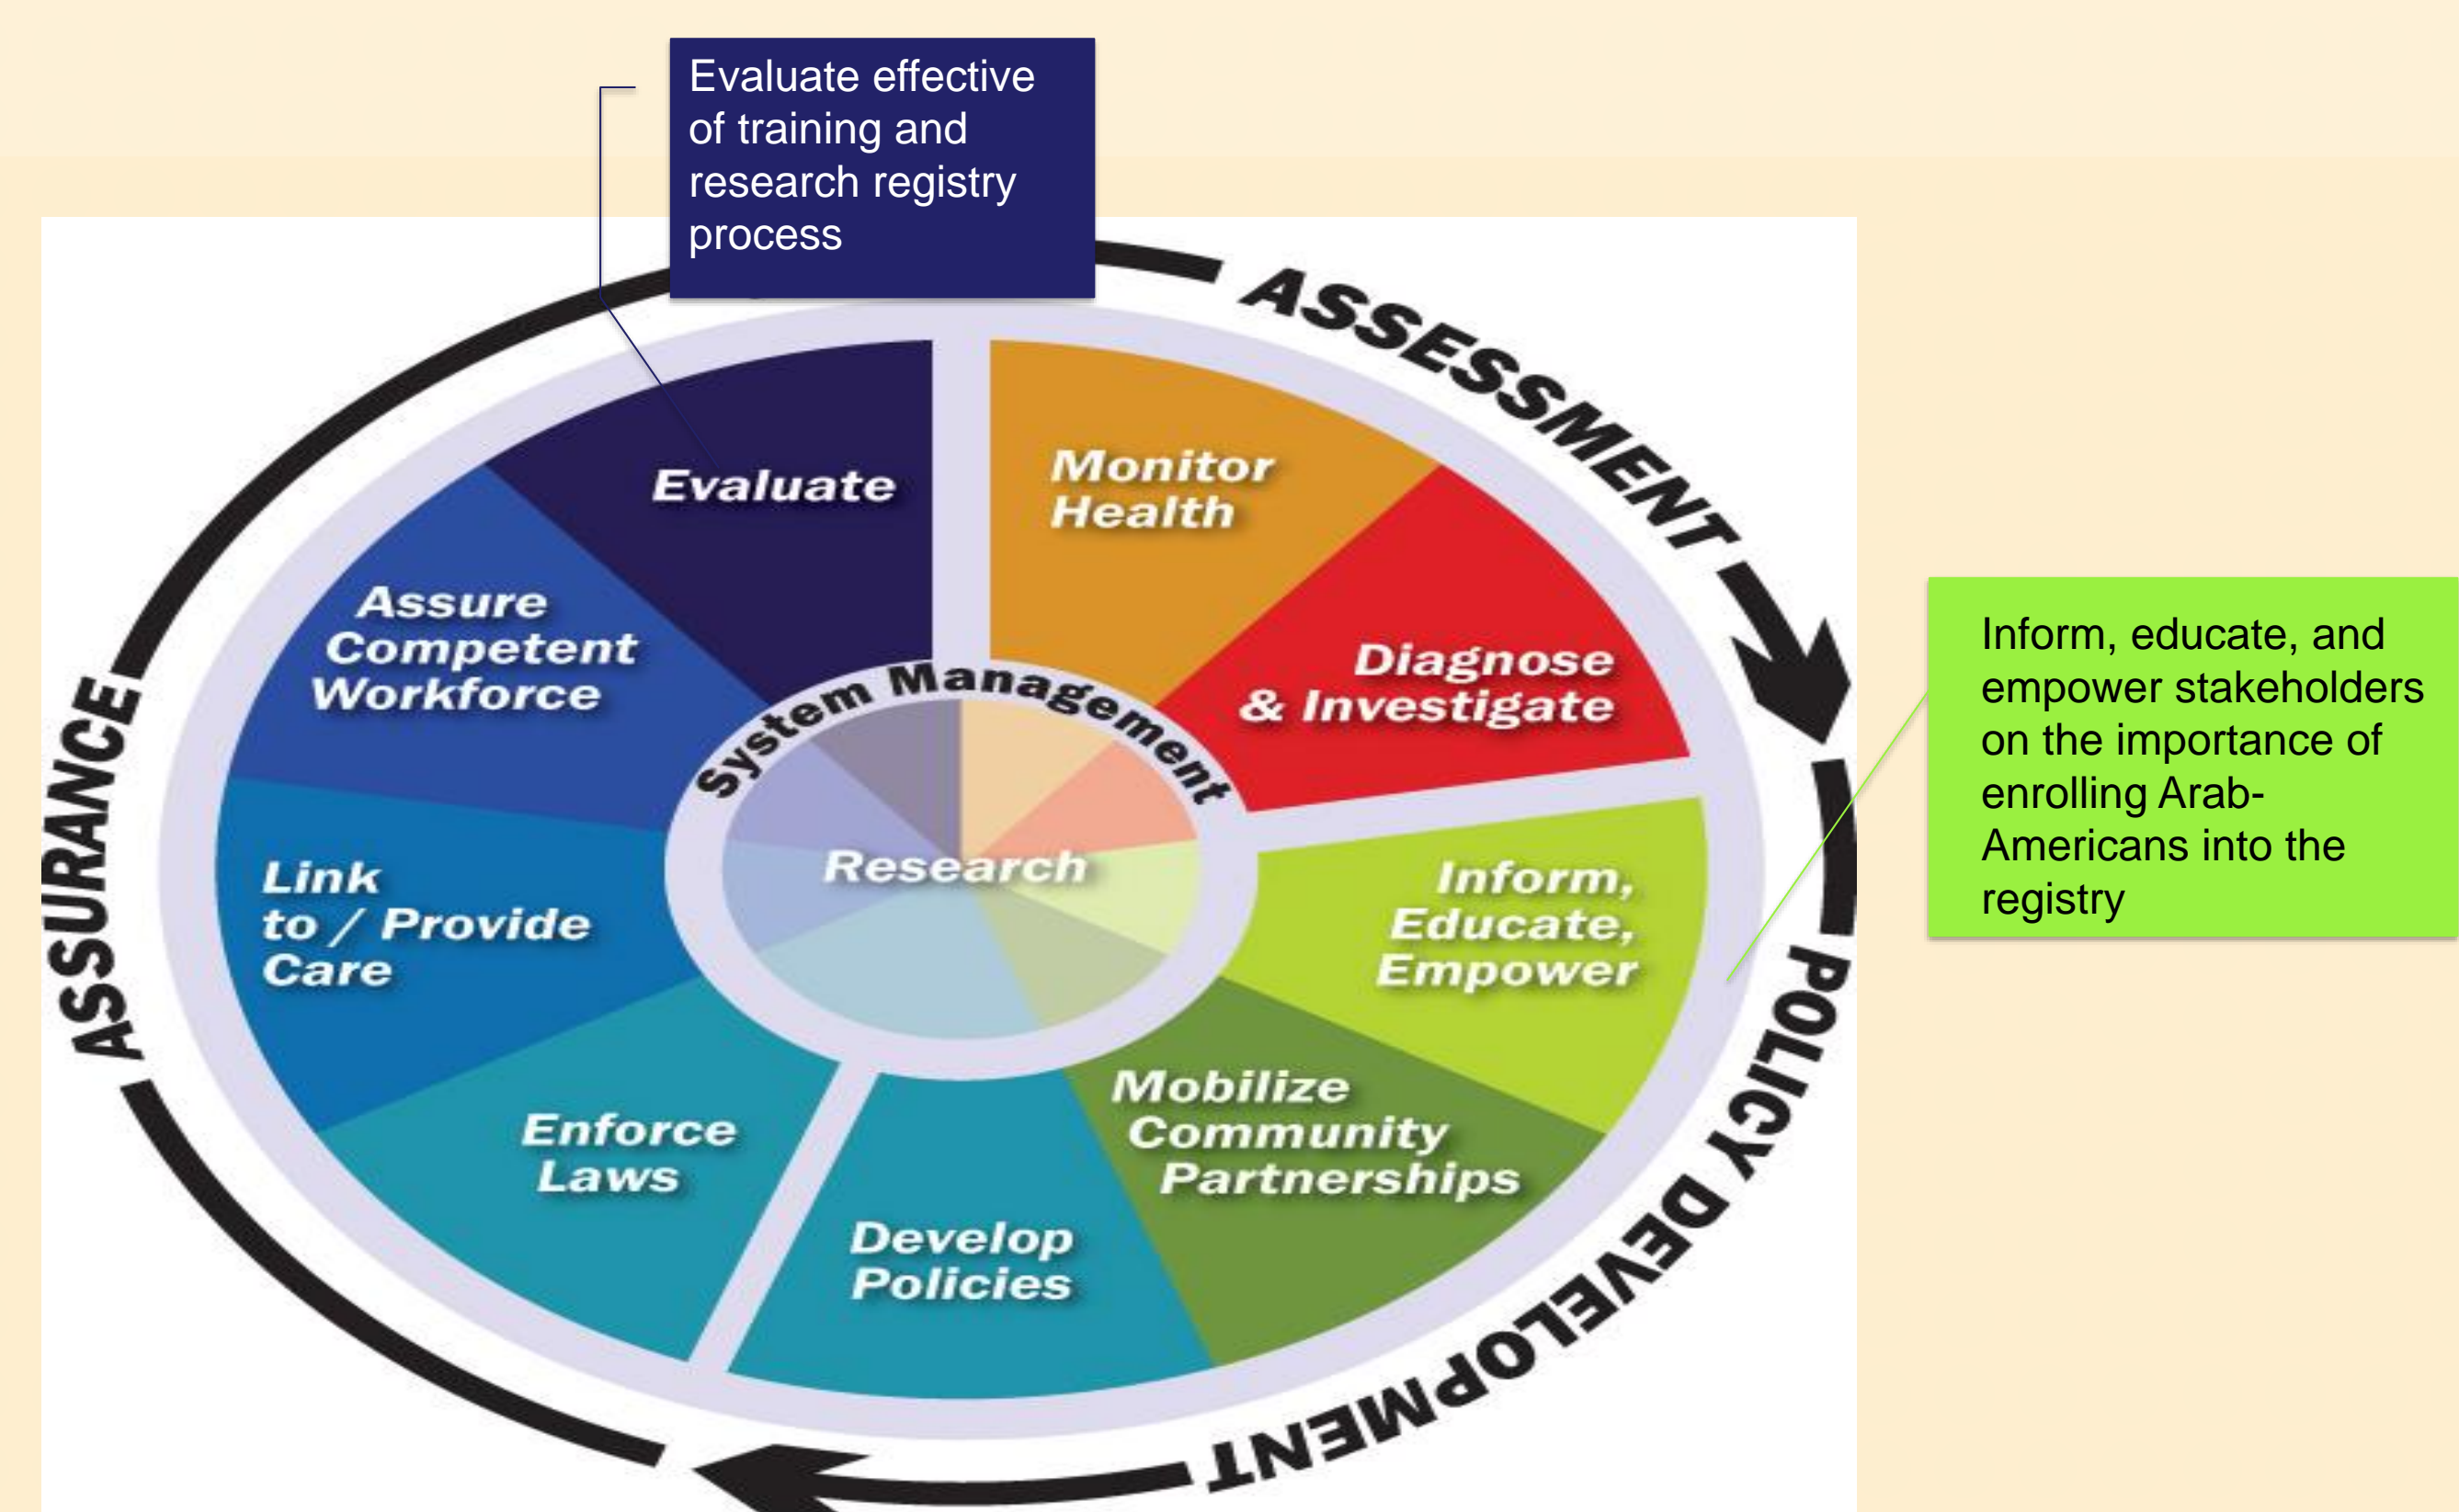 Evaluate effective
of training and
research registry
process
ASSESSMENT
Evaluate
Monitor
Health
Assure
Competent
Workforce
Diagnose
& Investigate
System Management
Research
Inform, educate, and
empower stakeholders
on the importance of
enrolling Arab-
Americans into the
registry
ASSURANCE
Link
to / Provide
Care
Inform,
Educate,
Empower
Enforce
Laws
Mobilize
Community
Partnerships
Develop
Policies
POLICY DEVELOPMENT